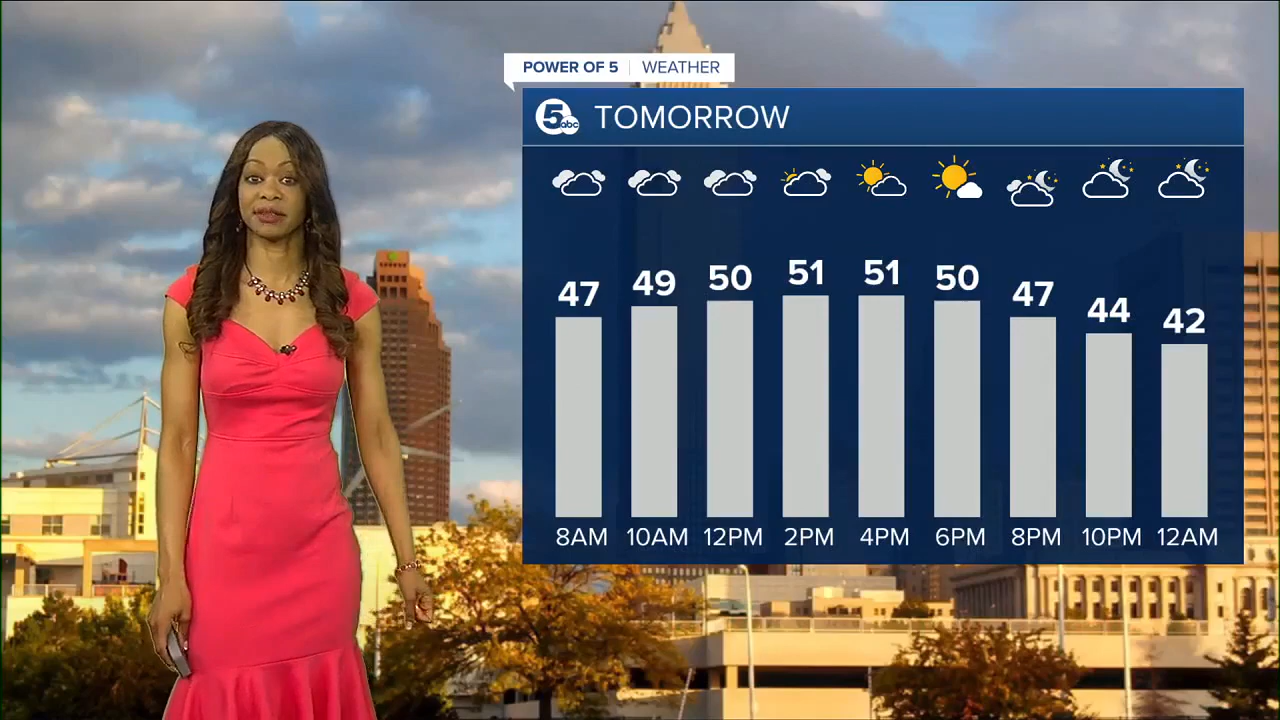 POWER OF 5 | WEATHER
5 abc TOMORROW
47 49 50 51 51 50 47 44 42
8AM 10AM 12PM 2PM 4PM 6PM 8PM 10PM 12AM